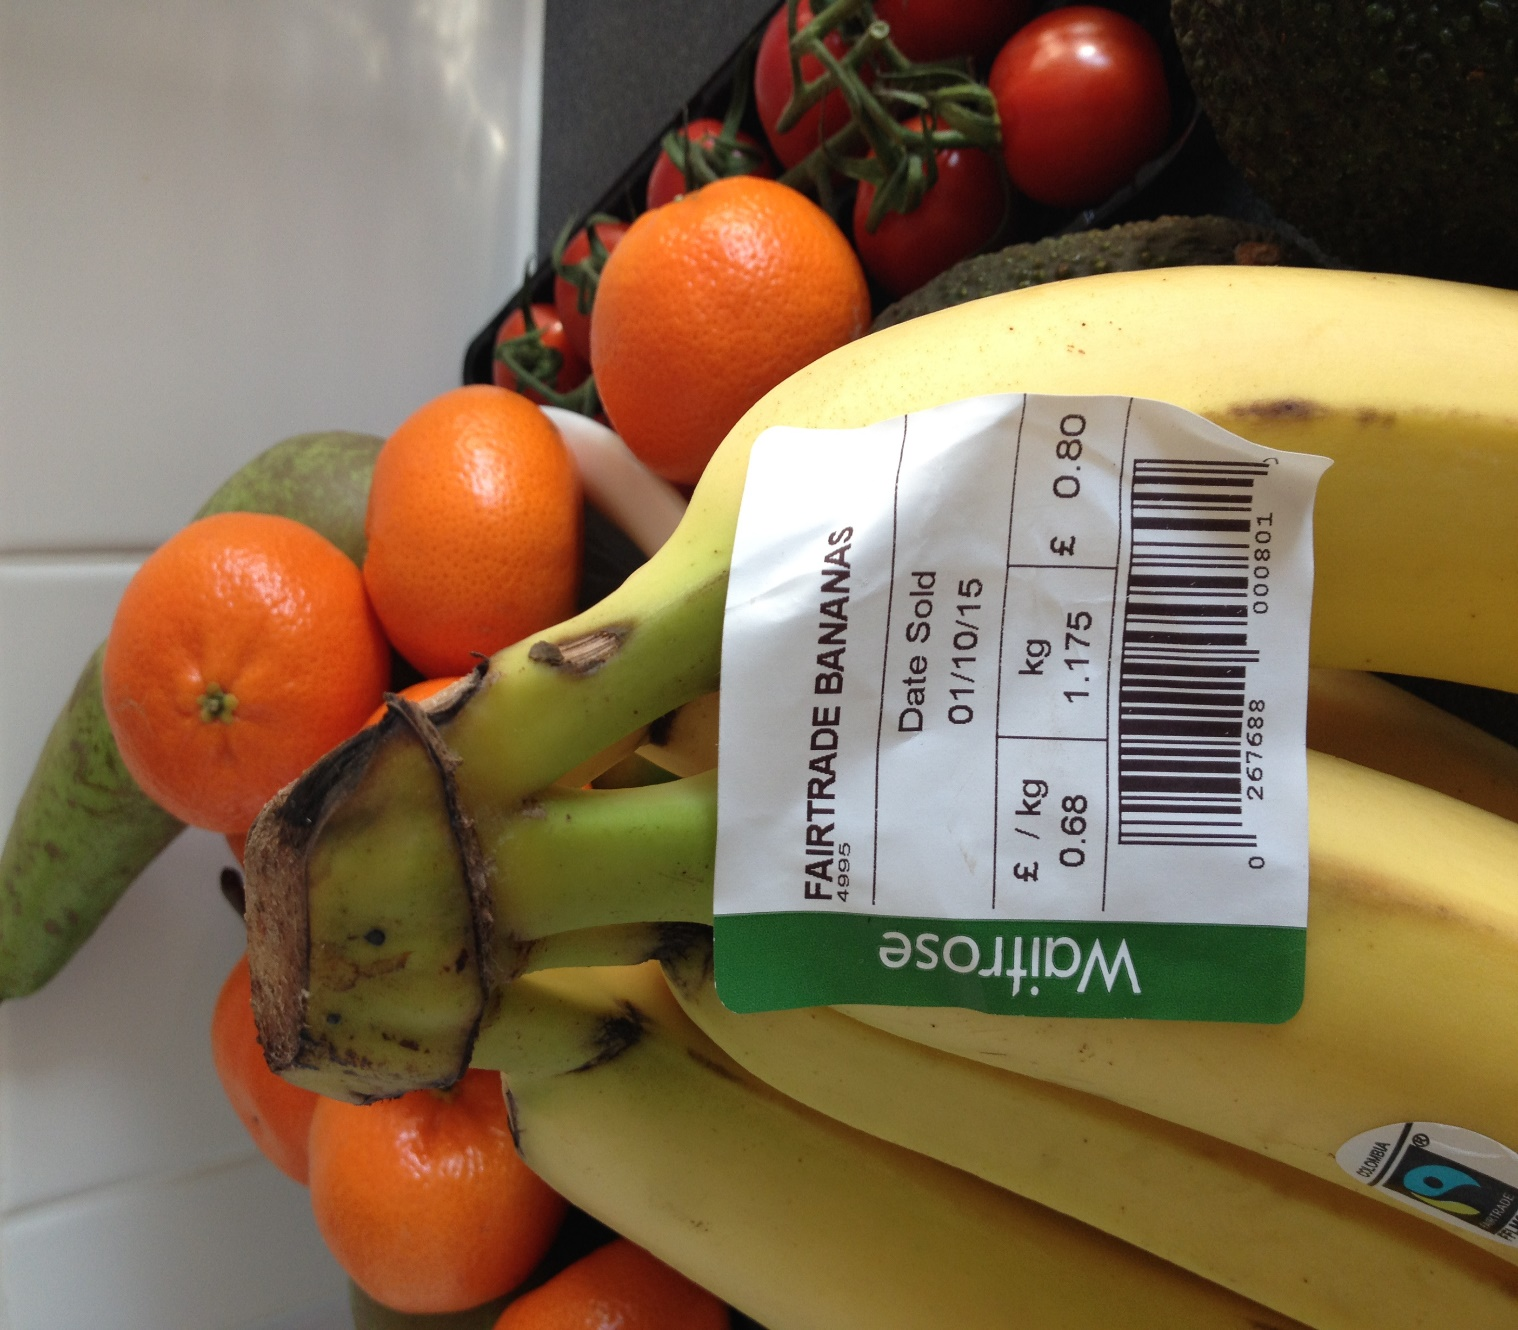 Waitrose
FAIRTRADE BANANAS
4995
Date Sold
01/10/15
£ / kg
0.68
kg
1.175
£ 0.80
0 267688 000801
COLOMBIA
®